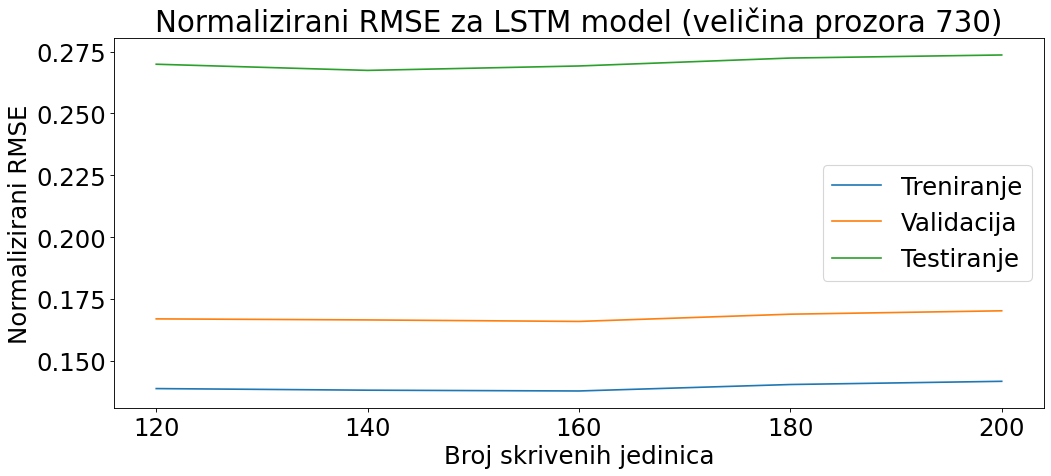 Normalizirani RMSE za LSTM model (veličina prozora 730)
Normalizirani RMSE
0.275
0.250
0.225
0.200
0.175
0.150
Treniranje
Validacija
Testiranje
120 140 160 180 200
Broj skrivenih jedinica